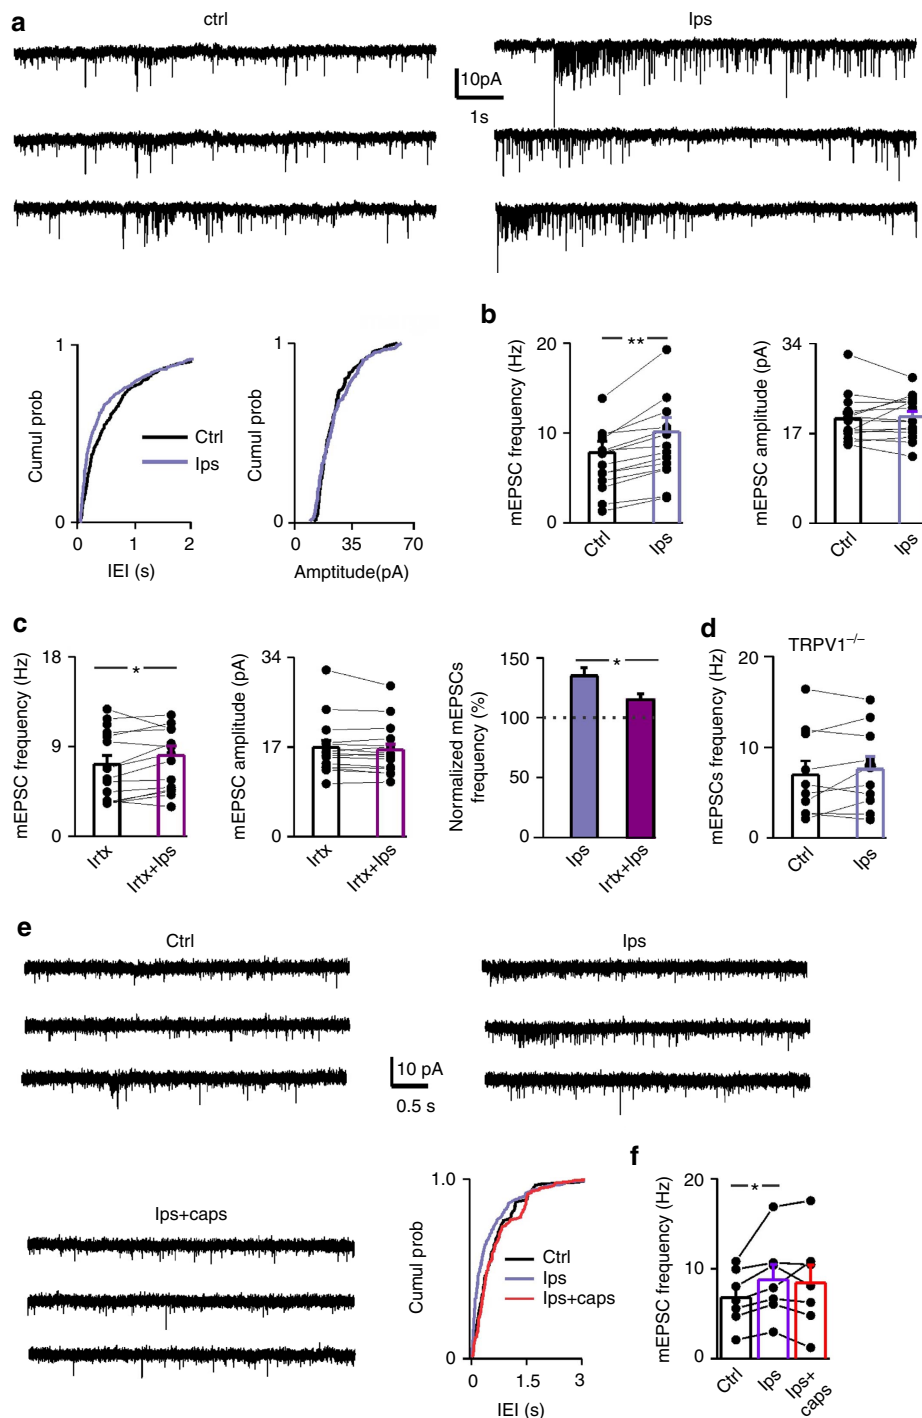 a
ctrl
lps
10pA
1s
1
Cumul prob
0
0
1
2
IEI (s)
Ctrl
lps
1
Cumul prob
0
0
35
70
Amptitude(pA)
b
20
10
0
mEPSC frequency (Hz)
**
Ctrl
lps
34
17
0
mEPSC amplitude (pA)
Ctrl
lps
c
18
9
0
mEPSC frequency (Hz)
*
Irtx
Irtx+lps
34
17
0
mEPSC amplitude (pA)
Irtx
Irtx+lps
150
100
50
0
Normalized mEPSCs
frequency (%)
*
lps
Irtx+lps
d
TRPV1–/–
20
10
0
mEPSCs frequency (Hz)
Ctrl
lps
e
Ctrl
lps
10 pA
0.5 s
lps+caps
1.0
Cumul prob
0
0
1.5
3
IEI (s)
Ctrl
lps
lps+caps
f
20
10
0
mEPSC frequency (Hz)
*
Ctrl
lps
lps+
caps